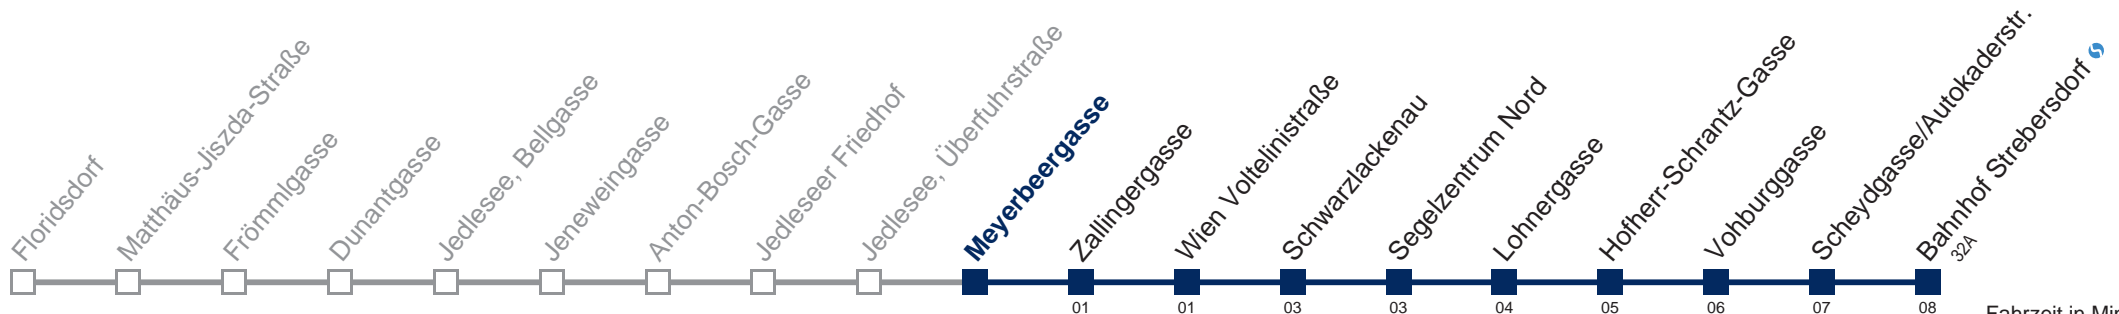 Floridsdorf
Matthäus-Jiszda-Straße
Frömmlgasse
Dunantgasse
Jedlesee, Bellgasse
Jeneweingasse
Anton-Bosch-Gasse
Jedleseer Friedhof
Jedlesee, Überfuhrstraße
Meyerbeergasse
Zallingergasse
Wien Voltelinistraße
Schwarzlackenau
Segelzentrum Nord
Lohnergasse
Hofherr-Schrantz-Gasse
Vohburggasse
Scheydgasse/Autokaderstr.
Bahnhof Strebersdorf
32A
01 01 03 03 04 05 06 07 08
Fahrzeit in